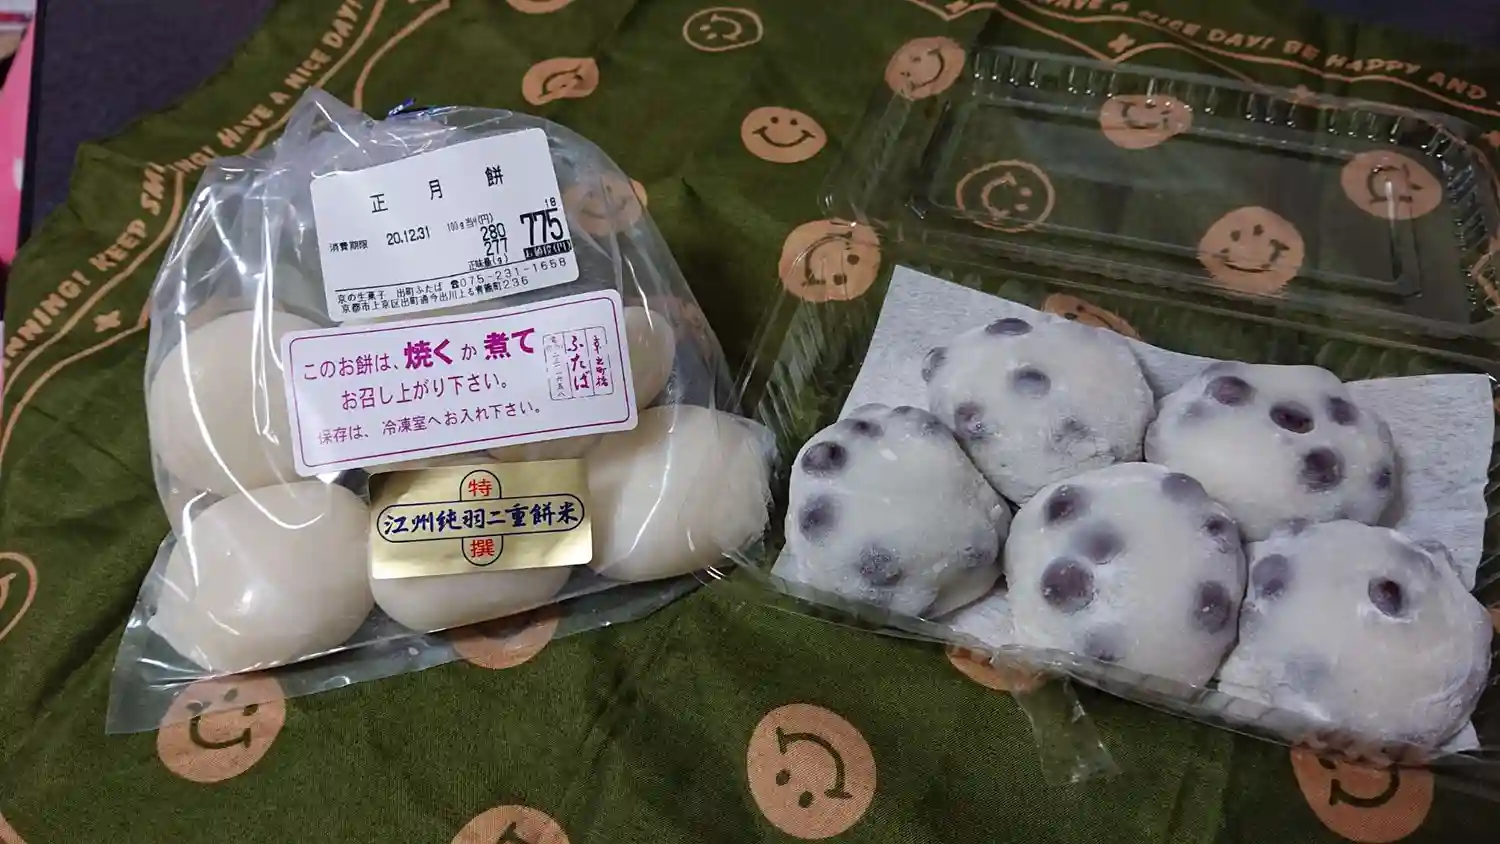 正月餅
消費期限 20.12.31
100g当り(円)
280
277
正味量(g)
18
775
京の生菓子 出町ふたば ☎075-231-1658
京都市上京区出町通今出川上る青龍町236
このお餅は、焼くか煮て
お召し上がり下さい。
保存は、冷凍室へお入れ下さい。
ふたば
特
江州純羽二重餅米
撰
HAVE A NICE DAY!
NNING! KEEP
HAVE A NICE DAY! BE HAPPY AND